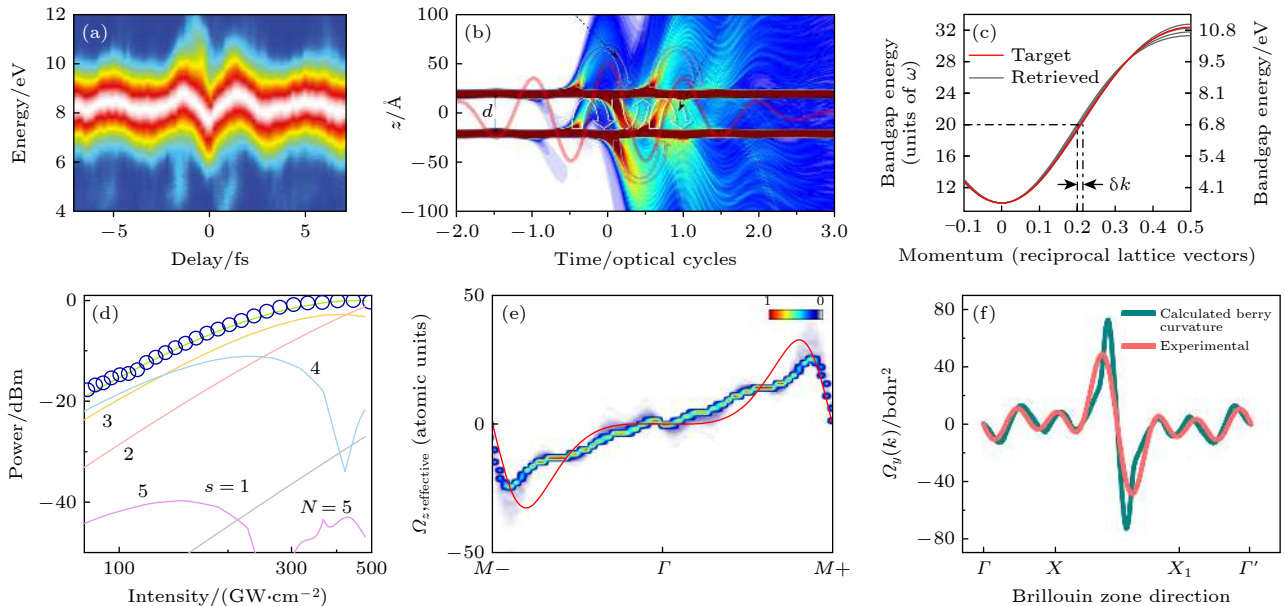 (a)
Energy/eV
12
10
8
6
4
−5
0
5
Delay/fs
(b)
z/Å
100
50
0
−50
−100
d
−2.0
−1.0
0
1.0
2.0
3.0
Time/optical cycles
(c)
Target
Retrieved
Bandgap energy
(units of ω)
32
28
24
20
16
12
10.8
9.5
8.1
6.8
5.4
4.1
Bandgap energy/eV
δk
−0.1
0
0.1
0.2
0.3
0.4
0.5
Momentum (reciprocal lattice vectors)
(d)
Power/dBm
0
−20
−40
4
3
2
5
s = 1
N = 5
100
300
500
Intensity/(GW·cm−2)
(e)
1
0
Ωz,effective (atomic units)
50
0
−50
M−
Γ
M+
(f)
Calculated berry
curvature
Experimental
Ωy(k)/bohr2
80
40
0
−40
−80
Γ
X
X1
Γ′
Brillouin zone direction